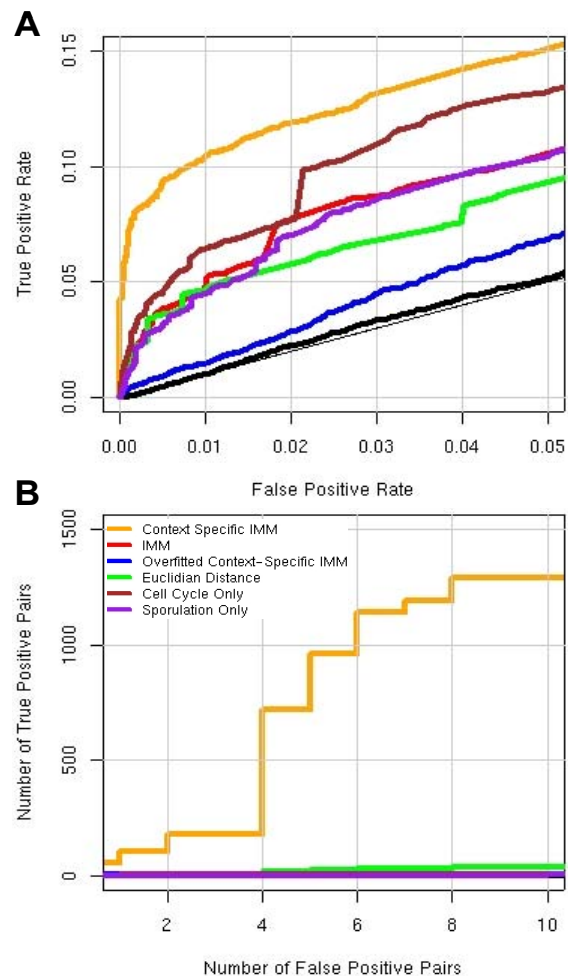 A
True Positive Rate
0.15
0.10
0.05
0.00
0.00 0.01 0.02 0.03 0.04 0.05
False Positive Rate
B
Number of True Positive Pairs
1500
1000
500
0
Context Specific IMM
IMM
Overfitted Context-Specific IMM
Euclidian Distance
Cell Cycle Only
Sporulation Only
2 4 6 8 10
Number of False Positive Pairs